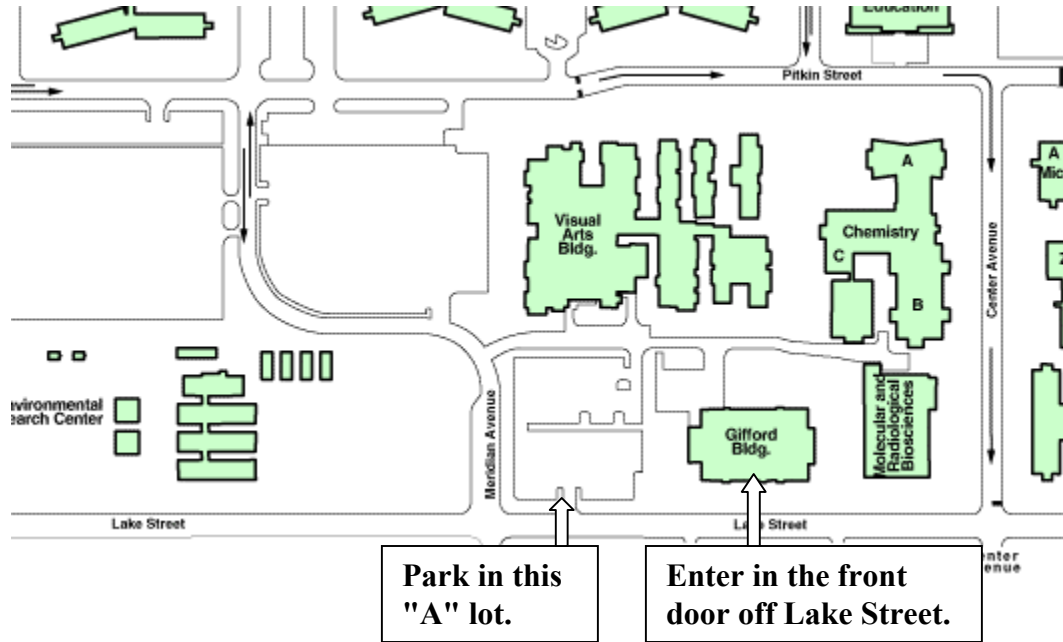 Education
Pitkin Street
A
A
Mic
Visual
Arts
Bldg.
Chemistry
C
B
Center Avenue
nvironmental
earch Center
Meridian Avenue
Gifford
Bldg.
Molecular and
Radiological
Biosciences
Lake Street
Lake Street
enter
enue
Park in this
"A" lot.
Enter in the front
door off Lake Street.